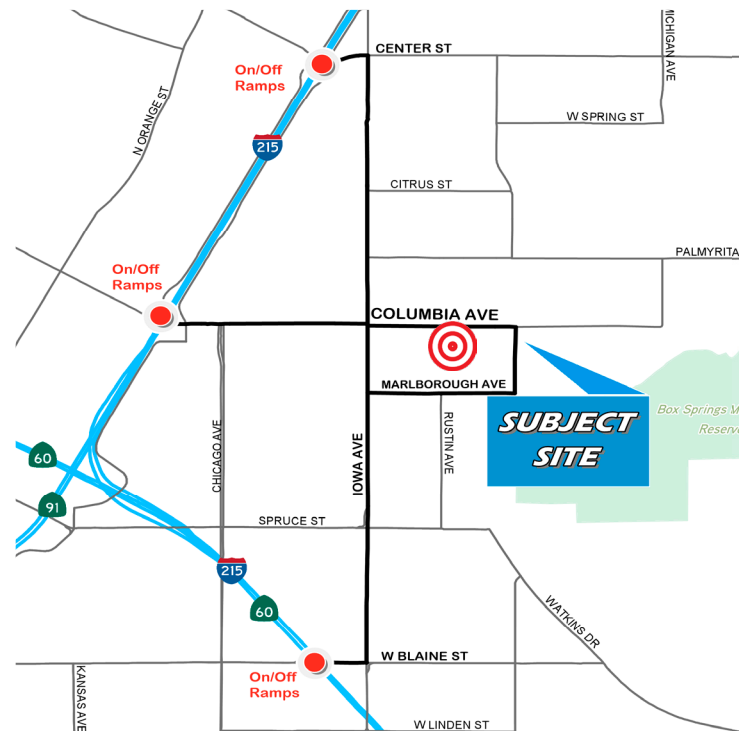 CENTER ST
MICHIGAN AVE
On/Off
Ramps
N ORANGE ST
W SPRING ST
215
CITRUS ST
PALMYRITA
On/Off
Ramps
COLUMBIA AVE
MARLBOROUGH AVE
SUBJECT
SITE
Box Springs M
Reserv
RUSTIN AVE
CHICAGO AVE
IOWA AVE
60
91
SPRUCE ST
215
60
WATKINS DR
W BLAINE ST
On/Off
Ramps
KANSAS AVE
W LINDEN ST